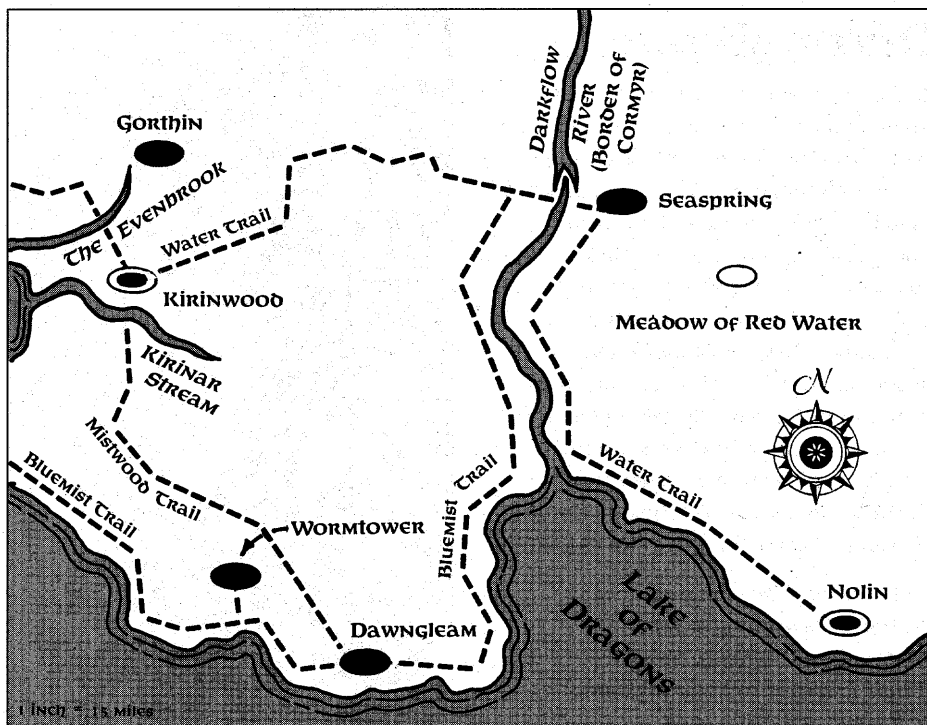 Gorthin
The Evenbrook
Water Trail
Kirinwood
Kirinar
Stream
Darkflow
River
(Border of
Cormyr)
Seaspring
Meadow of Red Water
N
Mistwood Trail
Bluemist Trail
Wormtower
Bluemist Trail
Water Trail
Dawngleam
Lake
of
Dragons
Nolin
1 inch = 15 miles